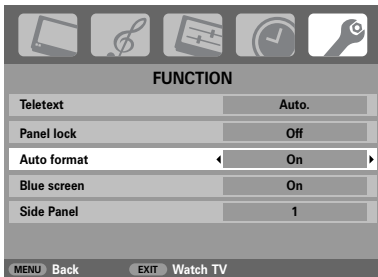 FUNCTION
Teletext Auto.
Panel lock Off
Auto format On
Blue screen On
Side Panel 1
MENU Back EXIT Watch TV